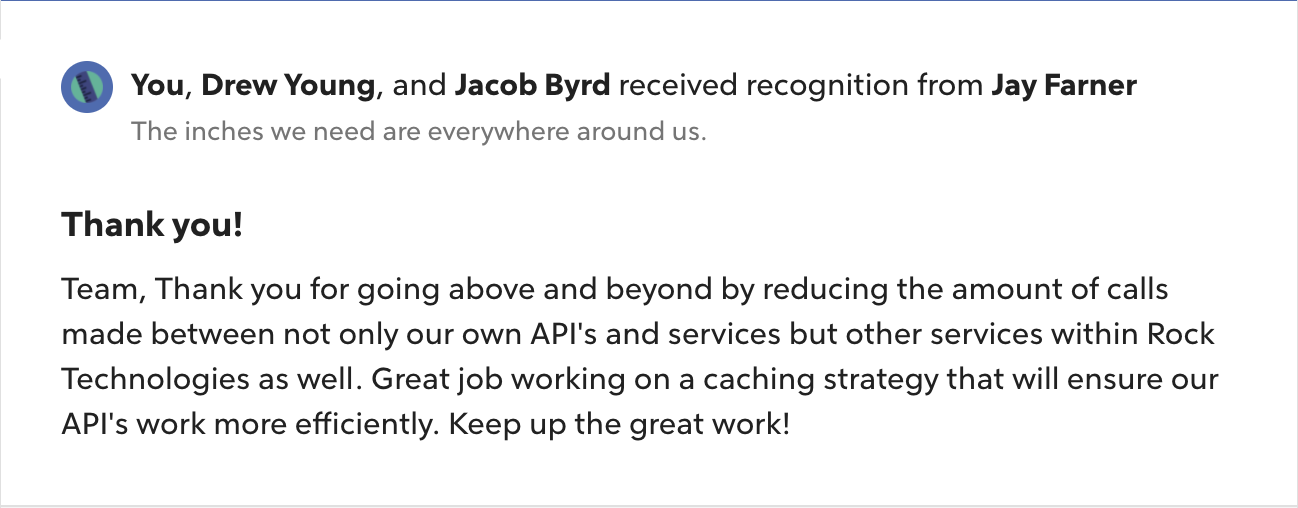 You, Drew Young, and Jacob Byrd received recognition from Jay Farner
The inches we need are everywhere around us.
Thank you!
Team, Thank you for going above and beyond by reducing the amount of calls
made between not only our own API's and services but other services within Rock
Technologies as well. Great job working on a caching strategy that will ensure our
API's work more efficiently. Keep up the great work!